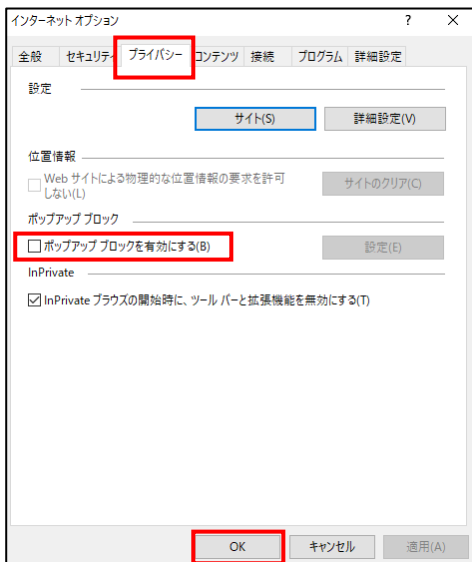 インターネット オプション ? ×
全般 セキュリティ プライバシー コンテンツ 接続 プログラム 詳細設定
設定
サイト(S) 詳細設定(V)
位置情報
Web サイトによる物理的な位置情報の要求を許可
しない(L)
サイトのクリア(C)
ポップアップ ブロック
ポップアップ ブロックを有効にする(B) 設定(E)
InPrivate
InPrivate ブラウズの開始時に、ツール バーと拡張機能を無効にする(T)
OK キャンセル 適用(A)